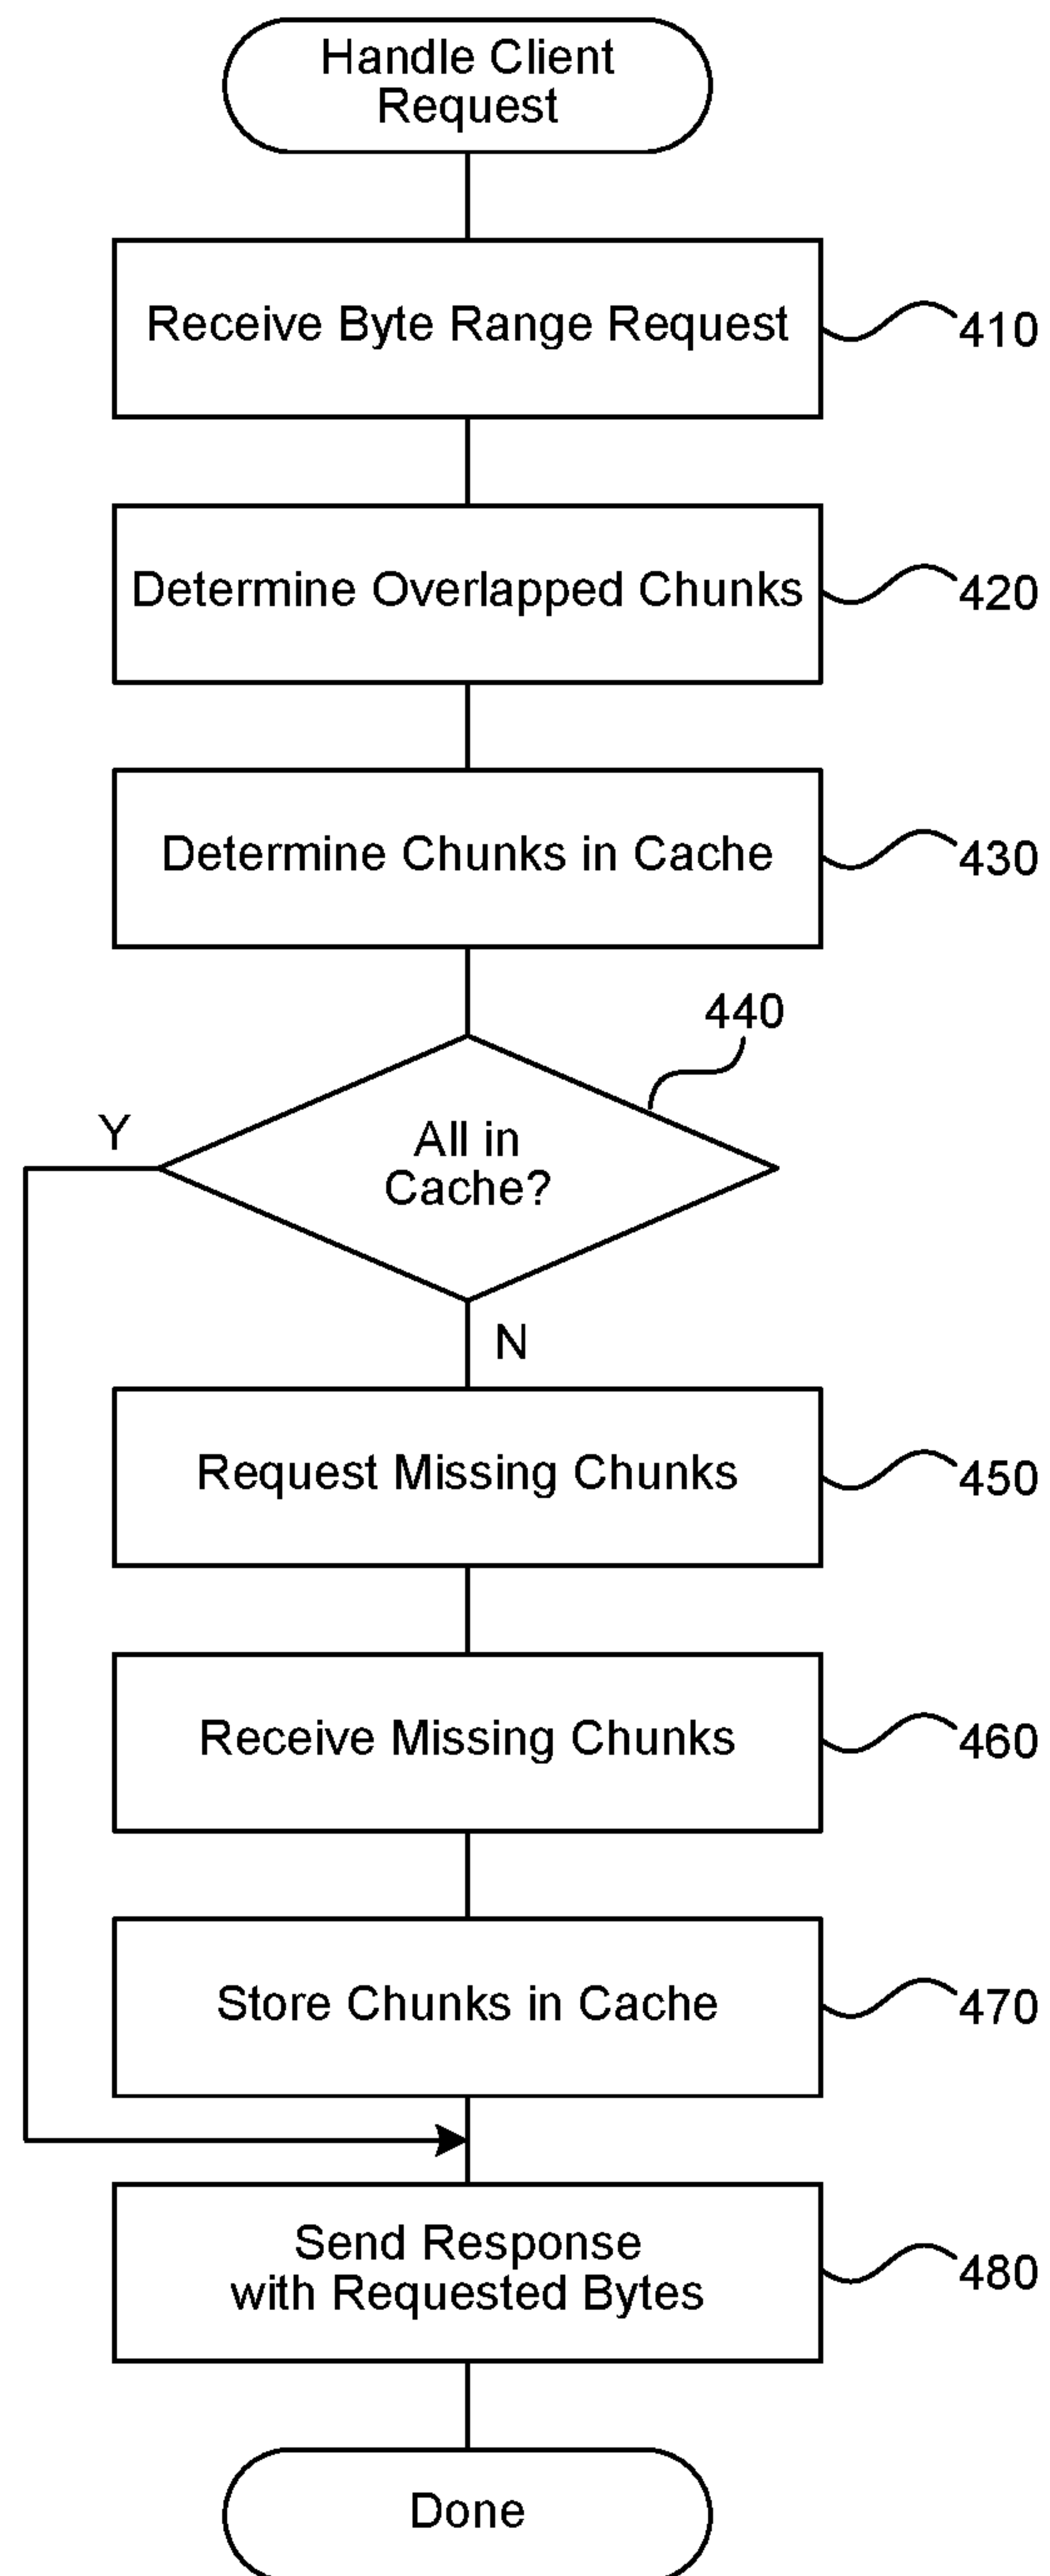 Handle Client
Request
Receive Byte Range Request
410
Determine Overlapped Chunks
420
Determine Chunks in Cache
430
440
Y
All in
Cache?
N
Request Missing Chunks
450
Receive Missing Chunks
460
Store Chunks in Cache
470
Send Response
with Requested Bytes
480
Done